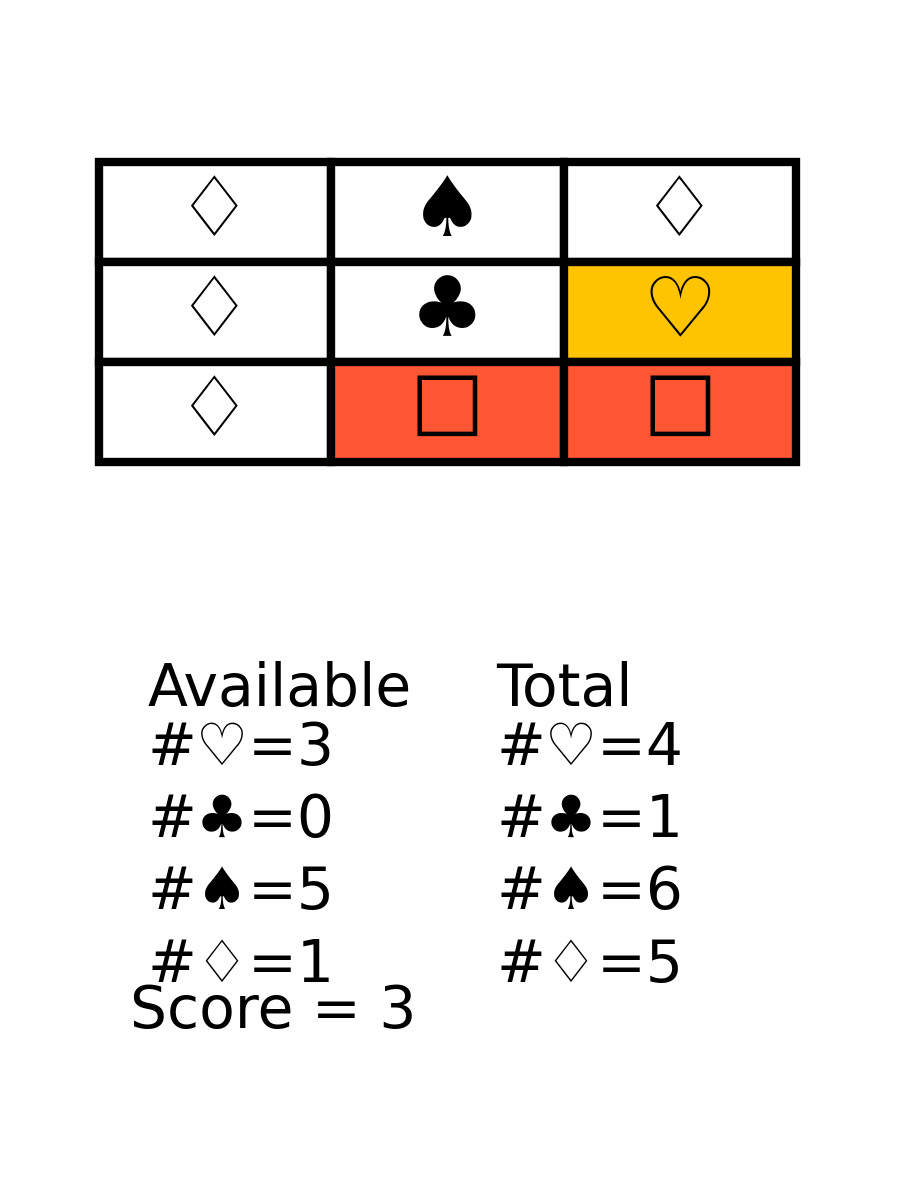 ♢ ♠ ♢
♢ ♣ ♡
♢ □ □
Available Total
#♡=3 #♡=4
#♣=0 #♣=1
#♠=5 #♠=6
#♢=1 #♢=5
Score = 3